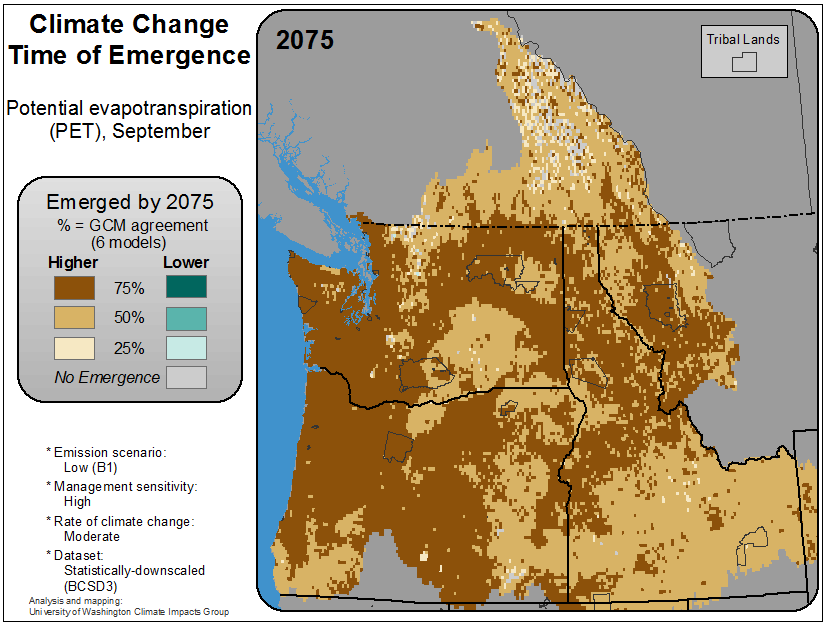 Climate Change
Time of Emergence
Potential evapotranspiration
(PET), September
Emerged by 2075
% = GCM agreement
(6 models)
Higher Lower
75%
50%
25%
No Emergence
* Emission scenario:
Low (B1)
* Management sensitivity:
High
* Rate of climate change:
Moderate
* Dataset:
Statistically-downscaled
(BCSD3)
Analysis and mapping:
University of Washington Climate Impacts Group
2075
Tribal Lands